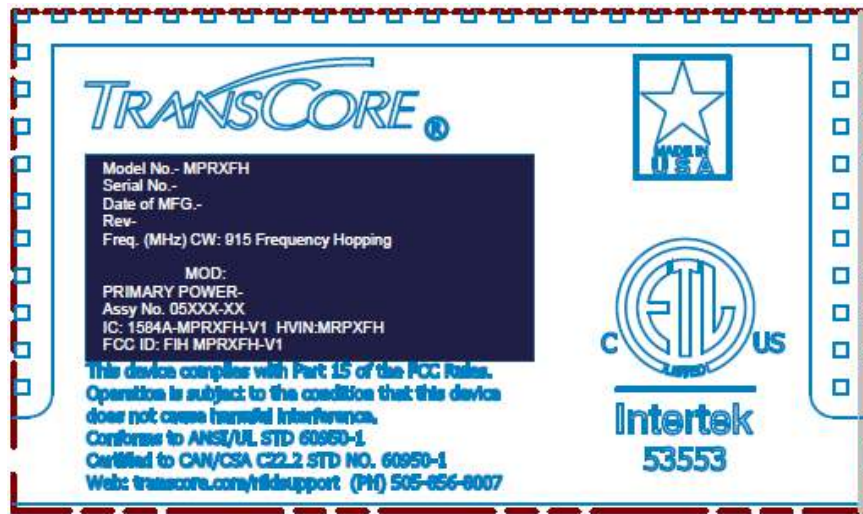 TRANSCORE®
MADE IN
USA
Model No.- MPRXFH
Serial No.-
Date of MFG.-
Rev-
Freq. (MHz) CW: 915 Frequency Hopping
MOD:
PRIMARY POWER-
Assy No. 05XXX-XX
IC: 1584A-MPRXFH-V1 HVIN:MRPXFH
FCC ID: FIH MPRXFH-V1
ETL
C US
LISTED
This device complies with Part 15 of the FCC Rules.
Operation is subject to the condition that this device
does not cause harmful interference.
Conforms to ANSI/UL STD 60950-1
Certified to CAN/CSA C22.2 STD NO. 60950-1
Web: transcore.com/rfidsupport (PH) 505-856-8007
Intertek
53553